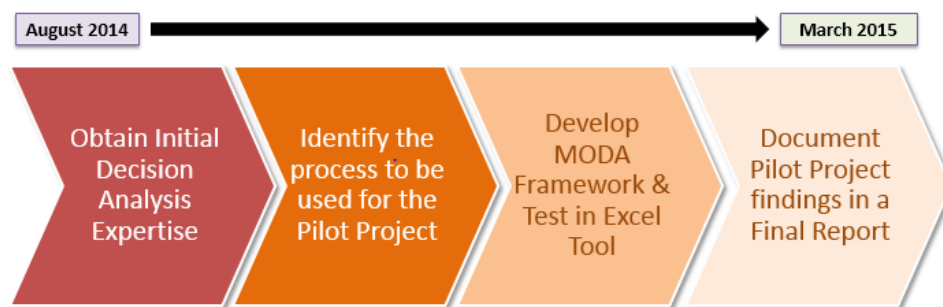 August 2014
March 2015
Obtain Initial
Decision
Analysis
Expertise
Identify the
process to be
used for the
Pilot Project
Develop
MODA
Framework &
Test in Excel
Tool
Document
Pilot Project
findings in a
Final Report